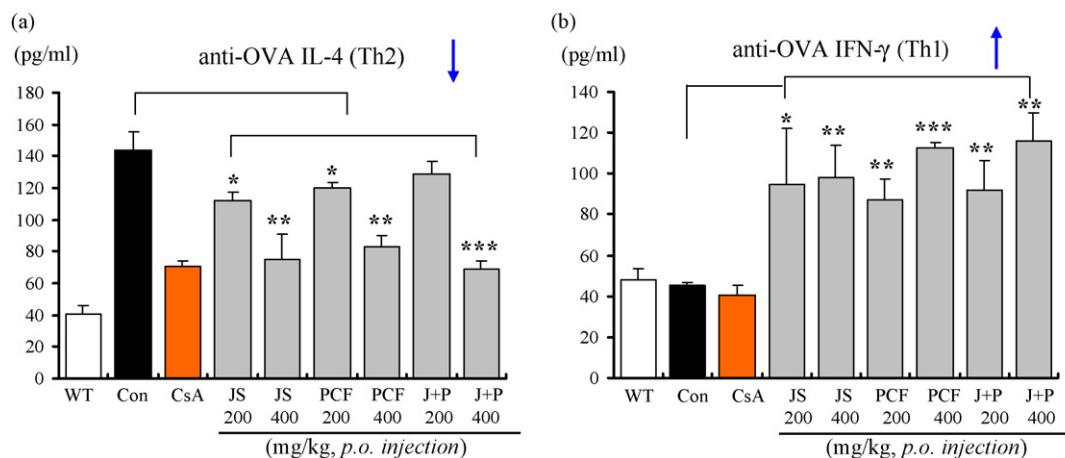 (a)
(pg/ml)
anti-OVA IL-4 (Th2)
180
160
140
120
100
80
60
40
20
0
* ** * ** ***
WT Con CsA JS PCF PCF J+P J+P
JS
200 400 200 400 200 400
(mg/kg, p.o. injection)
(b)
(pg/ml)
anti-OVA IFN-γ (Th1)
140
120
100
80
60
40
20
0
* ** ** *** ** **
WT Con CsA JS JS PCF PCF J+P J+P
200 400 200 400 200 400
(mg/kg, p.o. injection)